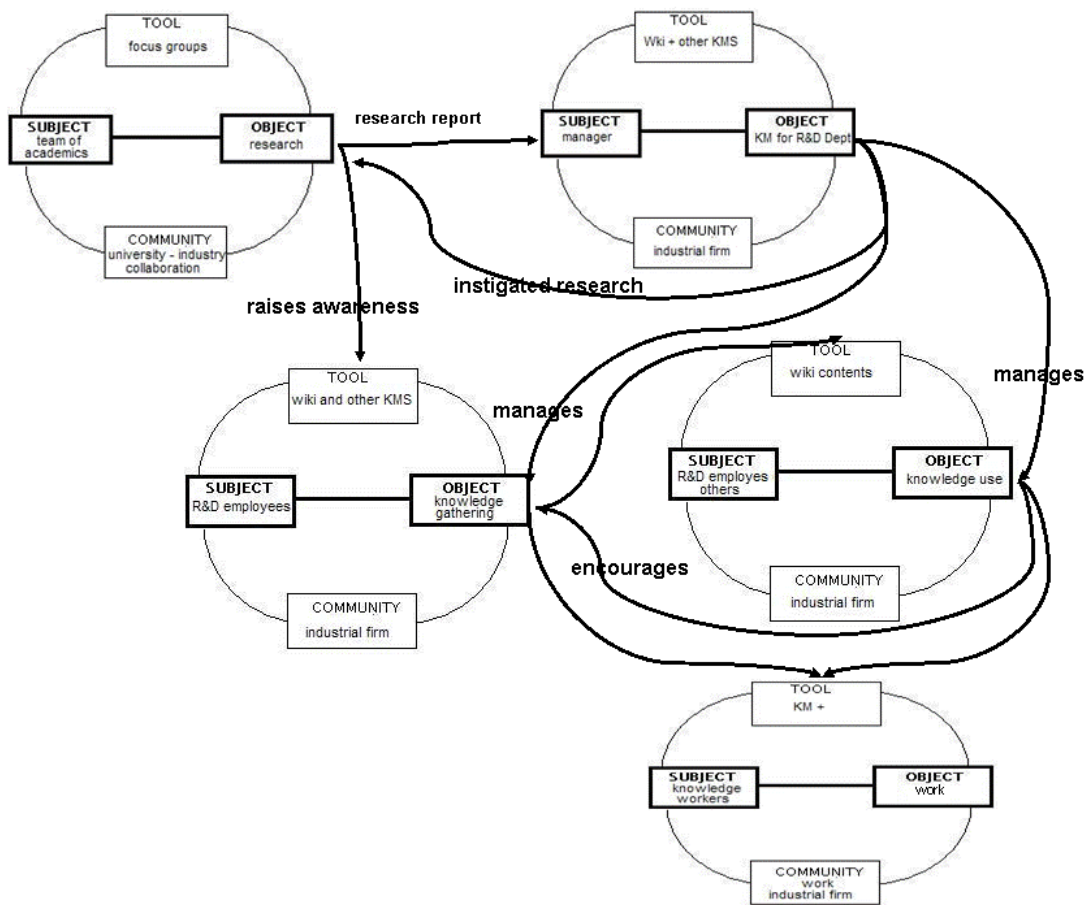 TOOL
focus groups
SUBJECT
team of
academics
OBJECT
research
COMMUNITY
university - industry
collaboration
research report
TOOL
Wki + other KMS
SUBJECT
manager
OBJECT
KM for R&D Dept
COMMUNITY
industrial firm
instigated research
raises awareness
manages
manages
TOOL
wiki and other KMS
SUBJECT
R&D employees
OBJECT
knowledge
gathering
COMMUNITY
industrial firm
TOOL
wiki contents
SUBJECT
R&D employes
others
OBJECT
knowledge use
COMMUNITY
industrial firm
encourages
TOOL
KM +
SUBJECT
knowledge
workers
OBJECT
work
COMMUNITY
work
industrial firm